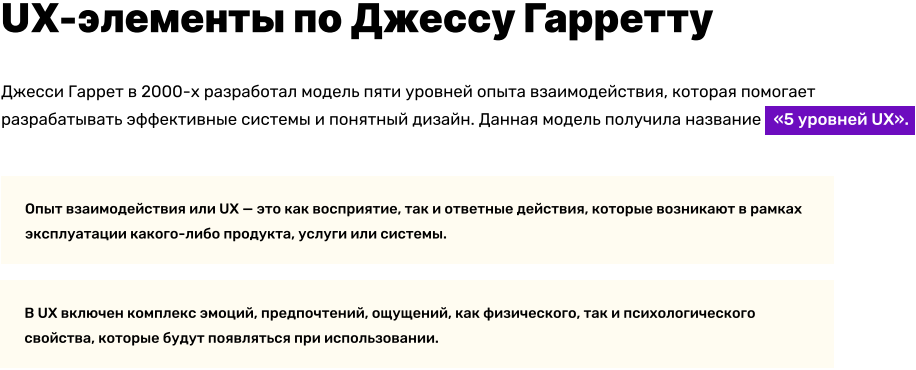 UX-элементы по Джессу Гарретту
Джесси Гаррет в 2000-х разработал модель пяти уровней опыта взаимодействия, которая помогает
разрабатывать эффективные системы и понятный дизайн. Данная модель получила название «5 уровней UX».
Опыт взаимодействия или UX — это как восприятие, так и ответные действия, которые возникают в рамках
эксплуатации какого-либо продукта, услуги или системы.
В UX включен комплекс эмоций, предпочтений, ощущений, как физического, так и психологического
свойства, которые будут появляться при использовании.